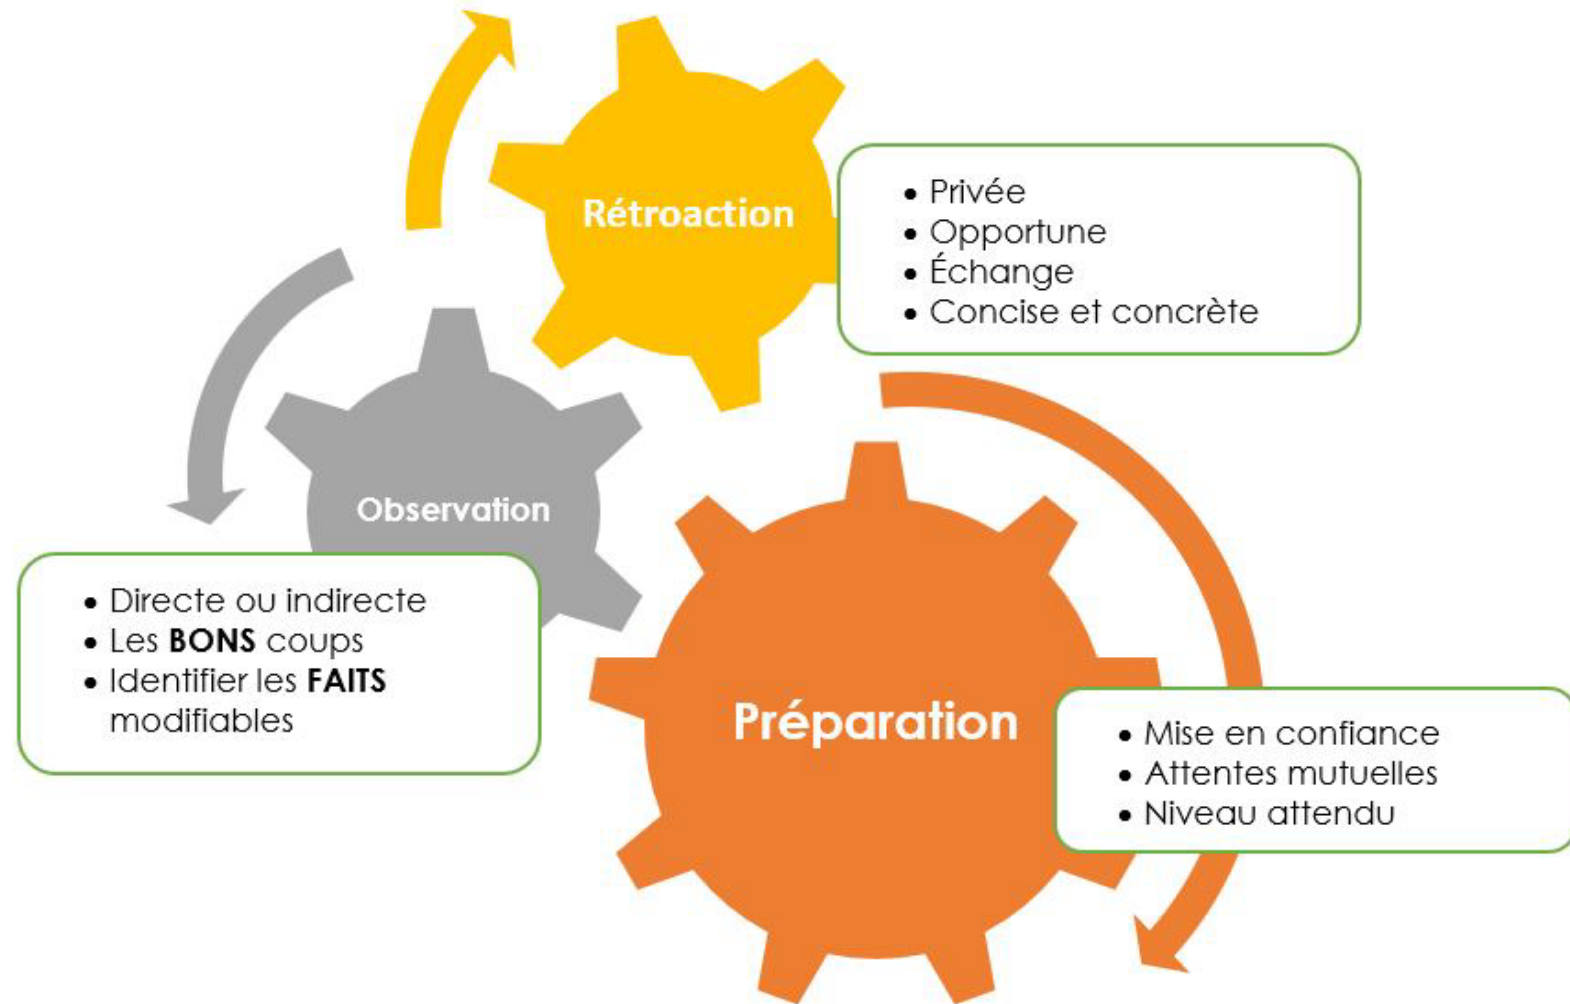 Rétroaction
• Privée
• Opportune
• Échange
• Concise et concrète
Observation
• Directe ou indirecte
• Les BONS coups
• Identifier les FAITS
modifiables
Préparation
• Mise en confiance
• Attentes mutuelles
• Niveau attendu